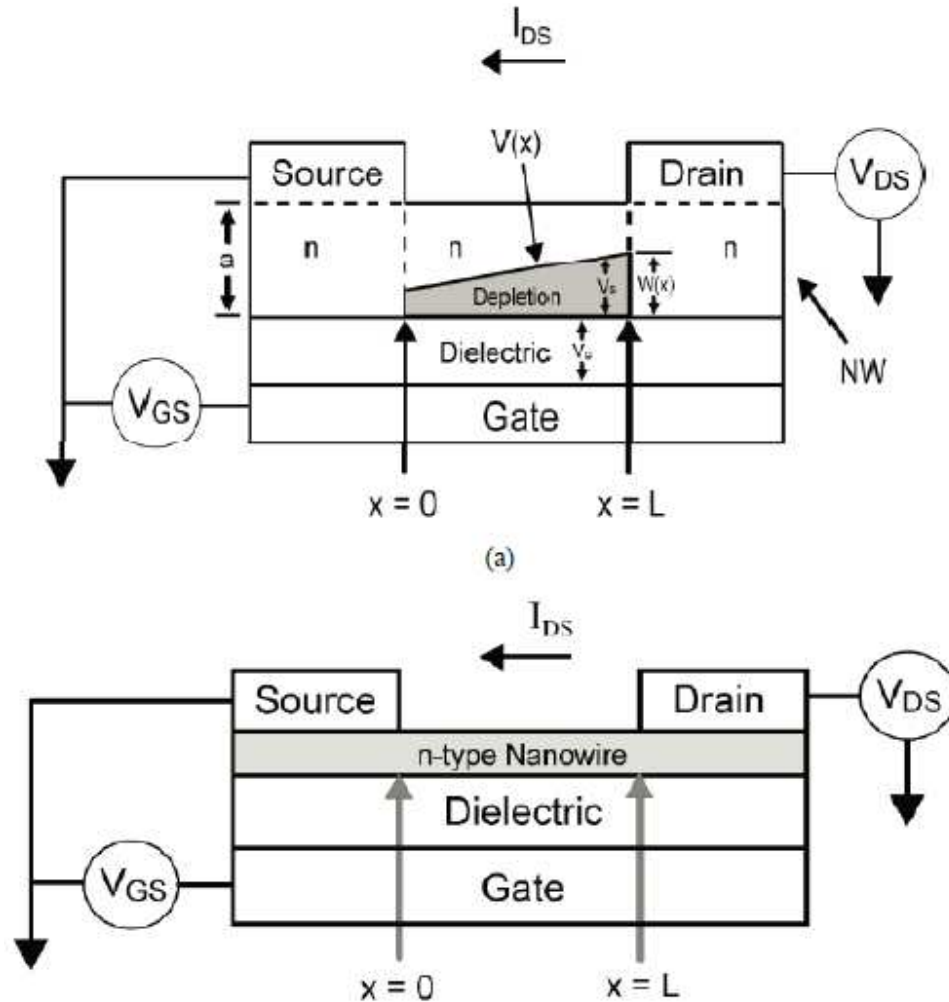 I_DS
V(x)
Source
Drain
V_DS
a
n
n
n
V_s
W(x)
Depletion
Dielectric
NW
V_GS
Gate
x = 0
x = L
(a)
I_DS
Source
Drain
V_DS
n-type Nanowire
Dielectric
V_GS
Gate
x = 0
x = L